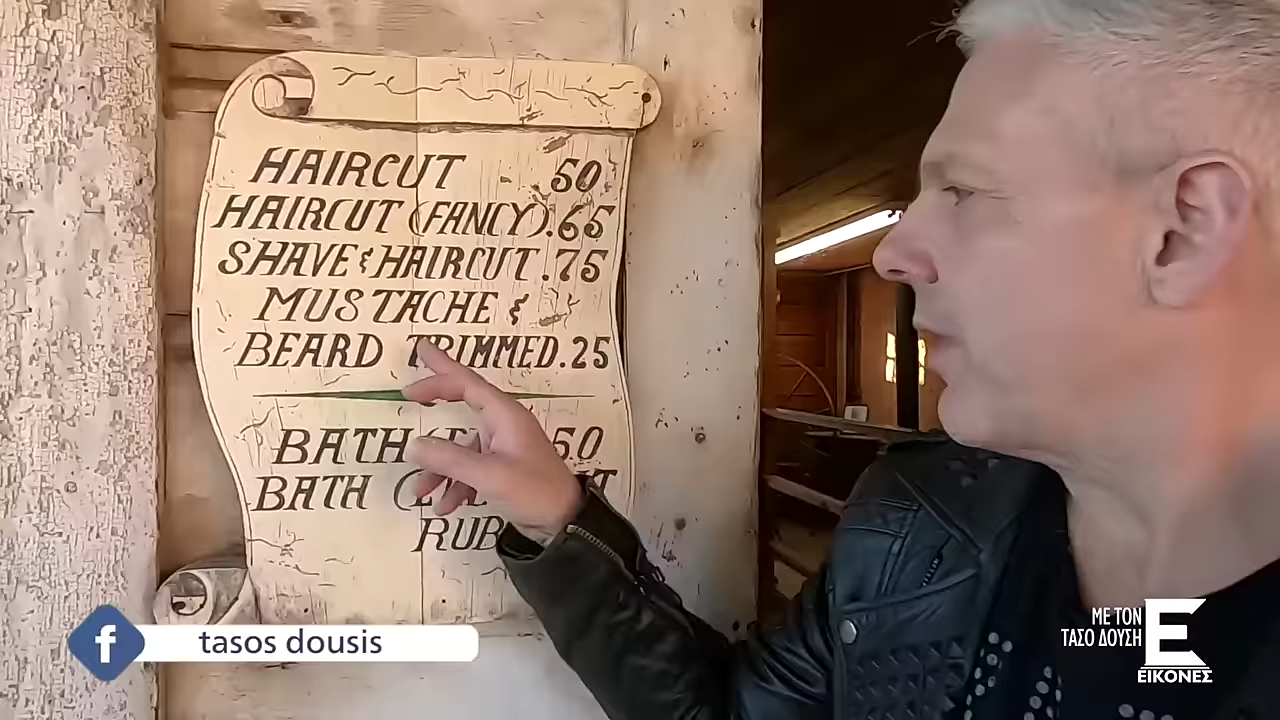 HAIRCUT .50
HAIRCUT (FANCY) .65
SHAVE & HAIRCUT .75
MUSTACHE &
BEARD TRIMMED .25
BATH .50
BATH
RUB
f tasos dousis
ΜΕ ΤΟΝ
ΤΑΣΟ ΔΟΥΣΗ
Ε
ΕΙΚΟΝΕΣ